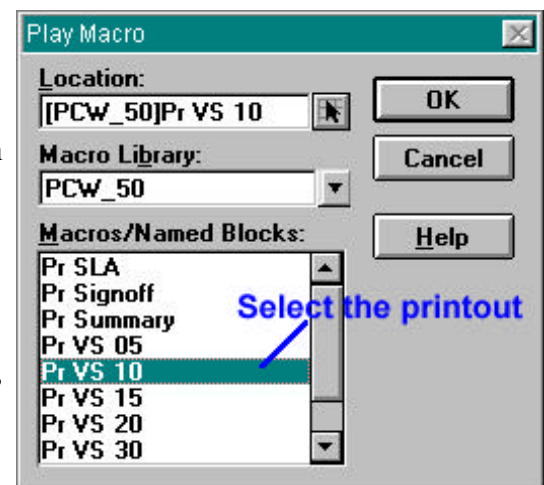 Play Macro
Location:
[PCW_50]Pr VS 10
OK
Macro Library:
Cancel
PCW_50
Macros/Named Blocks:
Help
Pr SLA
Pr Signoff
Pr Summary
Select the printout
Pr VS 05
Pr VS 10
Pr VS 15
Pr VS 20
Pr VS 30